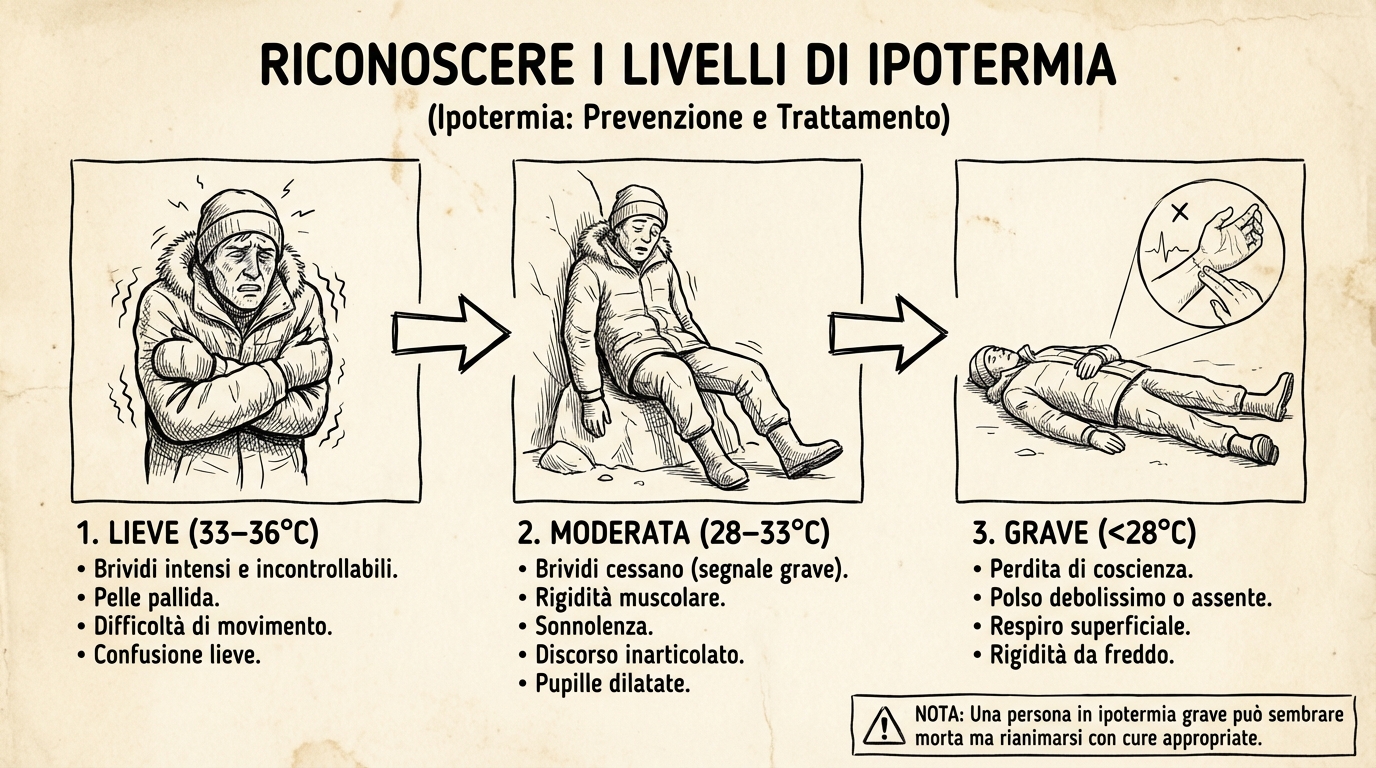 RICONOSCERE I LIVELLI DI IPOTERMIA
(Ipotermia: Prevenzione e Trattamento)
1. LIEVE (33–36°C)
• Brividi intensi e incontrollabili.
• Pelle pallida.
• Difficoltà di movimento.
• Confusione lieve.
2. MODERATA (28–33°C)
• Brividi cessano (segnale grave).
• Rigidità muscolare.
• Sonnolenza.
• Discorso inarticolato.
• Pupille dilatate.
3. GRAVE (<28°C)
• Perdita di coscienza.
• Polso debolissimo o assente.
• Respiro superficiale.
• Rigidità da freddo.
NOTA: Una persona in ipotermia grave può sembrare
morta ma rianimarsi con cure appropriate.